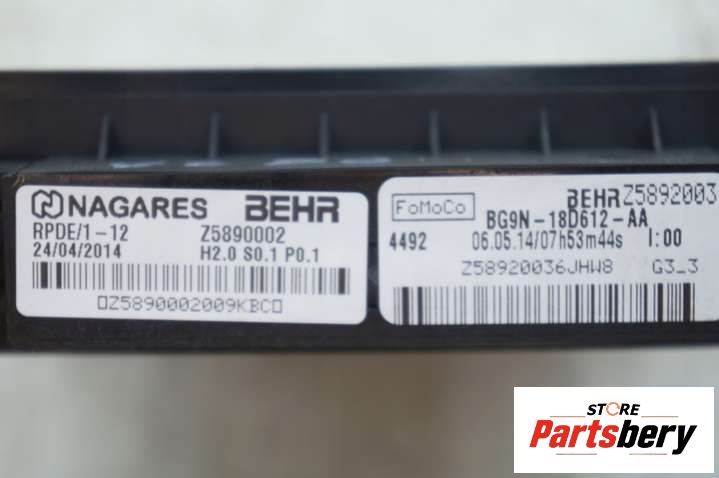 NAGARES BEHR
RPDE/1-12 Z5890002
24/04/2014 H2.0 S0.1 P0.1
▯Z5890002009KBC▯
FoMoCo BEHR Z5892003
BG9N-18D612-AA
4492 06.05.14/07h53m44s I:00
Z58920036JHW8 G3_3
STORE
Partsbery